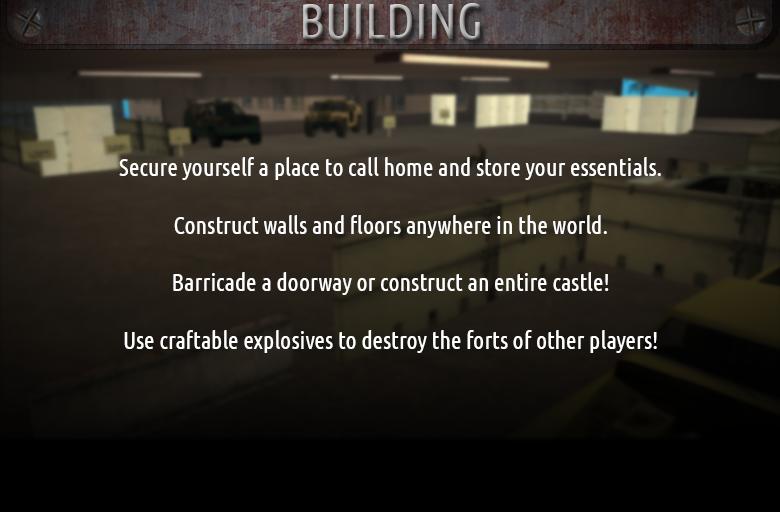 BUILDING
Secure yourself a place to call home and store your essentials.
Construct walls and floors anywhere in the world.
Barricade a doorway or construct an entire castle!
Use craftable explosives to destroy the forts of other players!